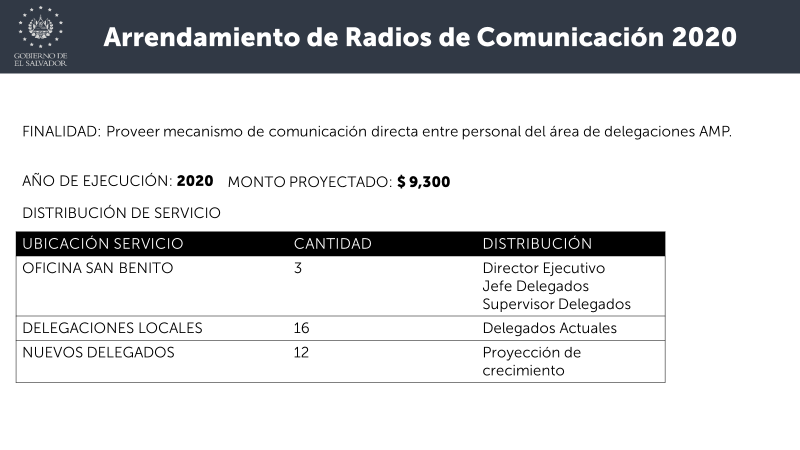 GOBIERNO DE
EL SALVADOR
Arrendamiento de Radios de Comunicación 2020
FINALIDAD: Proveer mecanismo de comunicación directa entre personal del área de delegaciones AMP.
AÑO DE EJECUCIÓN: 2020 MONTO PROYECTADO: $ 9,300
DISTRIBUCIÓN DE SERVICIO
UBICACIÓN SERVICIO CANTIDAD DISTRIBUCIÓN
OFICINA SAN BENITO 3 Director Ejecutivo
Jefe Delegados
Supervisor Delegados
DELEGACIONES LOCALES 16 Delegados Actuales
NUEVOS DELEGADOS 12 Proyección de
crecimiento